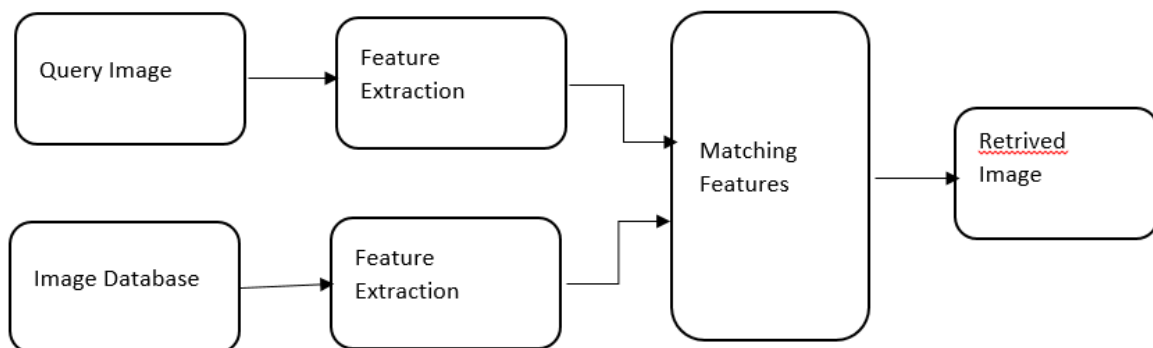 Query Image
Feature
Extraction
Matching
Features
Retrived
Image
Image Database
Feature
Extraction